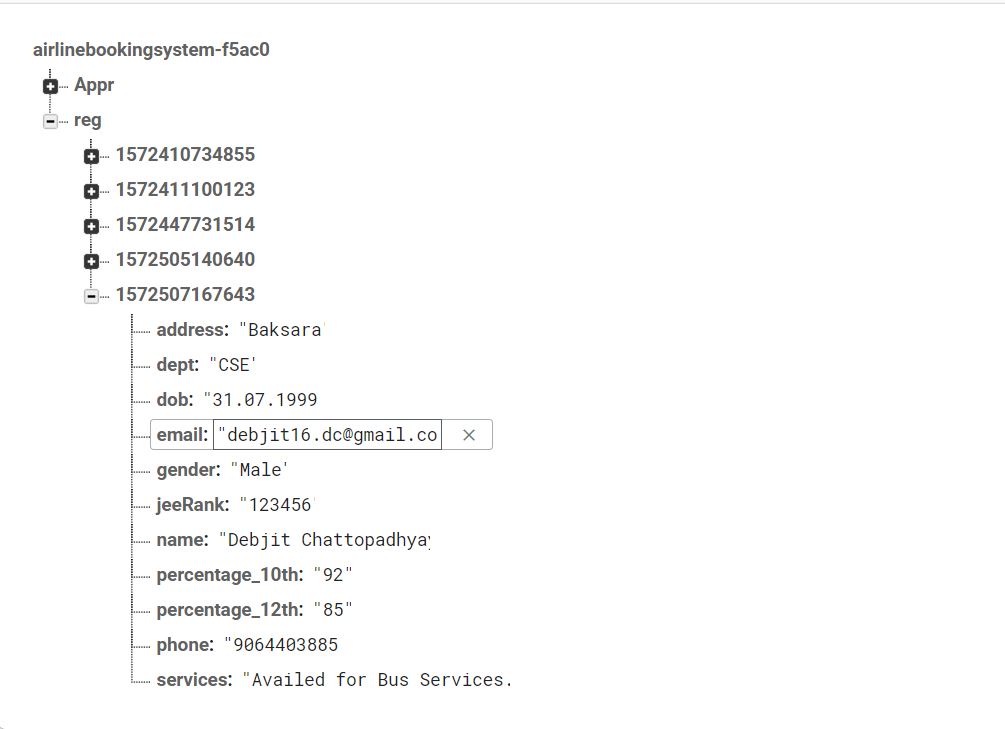 airlinebookingsystem-f5ac0
Appr
reg
1572410734855
1572411100123
1572447731514
1572505140640
1572507167643
address: "Baksara'
dept: "CSE'
dob: "31.07.1999
email: "debjit16.dc@gmail.co ×
gender: "Male'
jeeRank: "123456'
name: "Debjit Chattopadhyay
percentage_10th: "92"
percentage_12th: "85"
phone: "9064403885
services: "Availed for Bus Services.